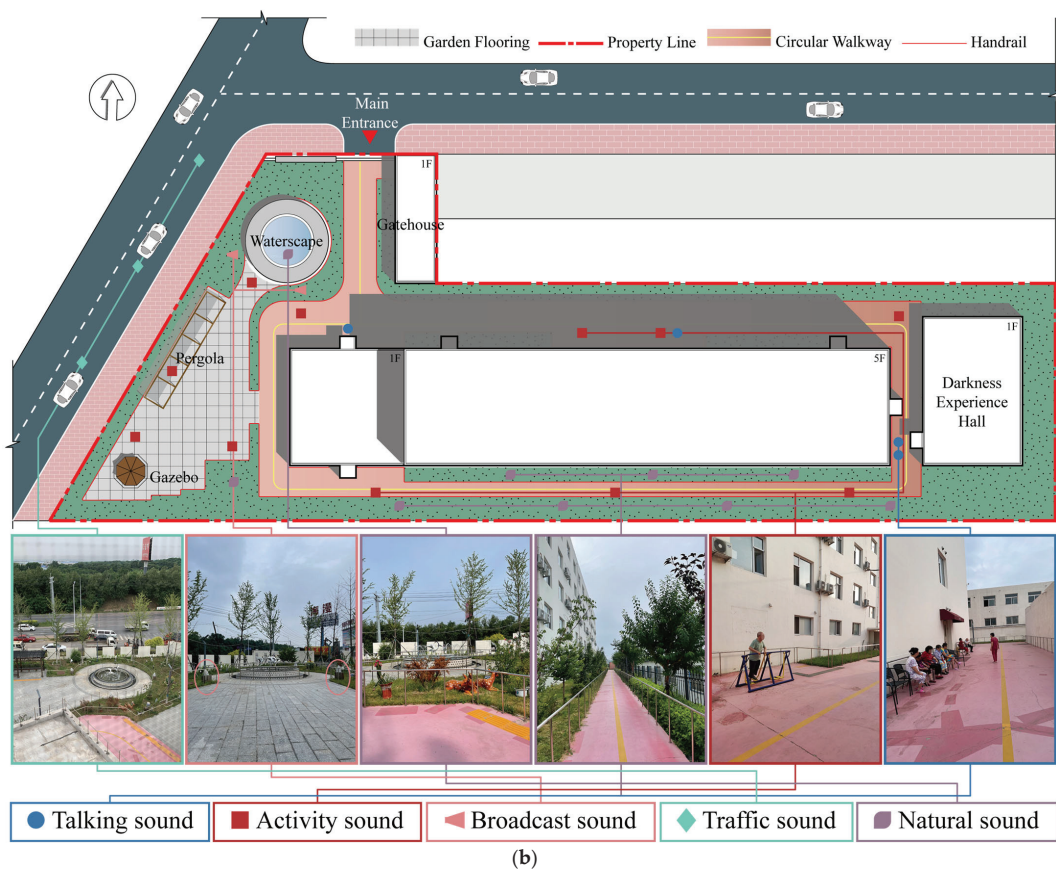 Garden Flooring
Property Line
Circular Walkway
Handrail
Main
Entrance
1F
Gatehouse
Waterscape
Pergola
Gazebo
1F
5F
1F
Darkness
Experience
Hall
Talking sound
Activity sound
Broadcast sound
Traffic sound
Natural sound
(b)